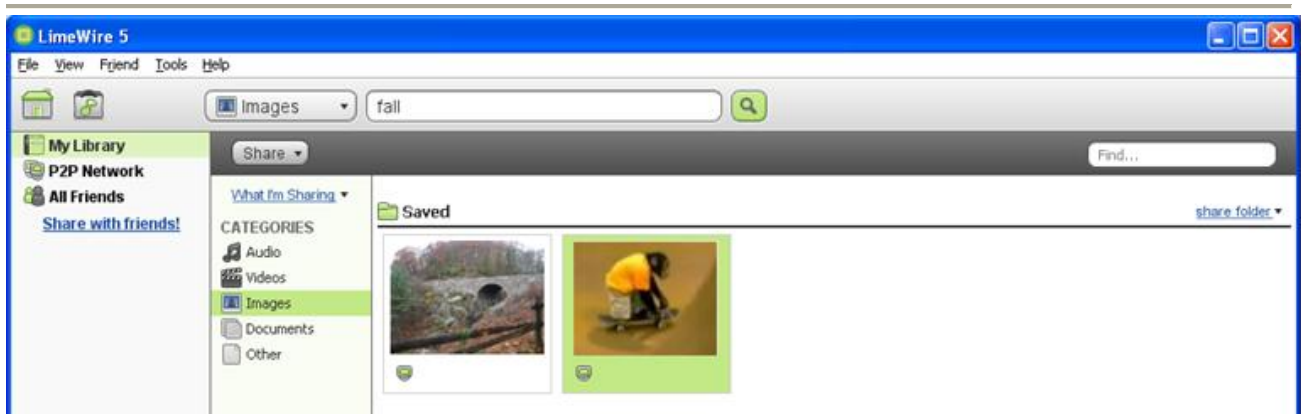 LimeWire 5
File View Friend Tools Help
Images fall
My Library
P2P Network
All Friends
Share with friends!
Share Find...
What I'm Sharing
CATEGORIES
Audio
Videos
Images
Documents
Other
Saved share folder